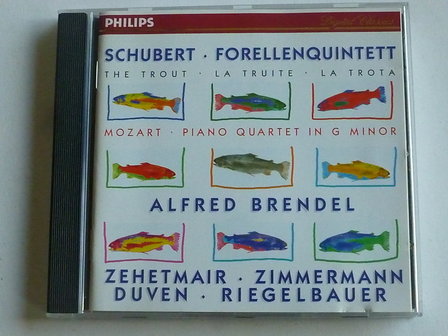 PHILIPS
Digital Classics
SCHUBERT · FORELLENQUINTETT
THE TROUT · LA TRUITE · LA TROTA
MOZART · PIANO QUARTET IN G MINOR
ALFRED BRENDEL
ZEHETMAIR · ZIMMERMANN
DUVEN · RIEGELBAUER